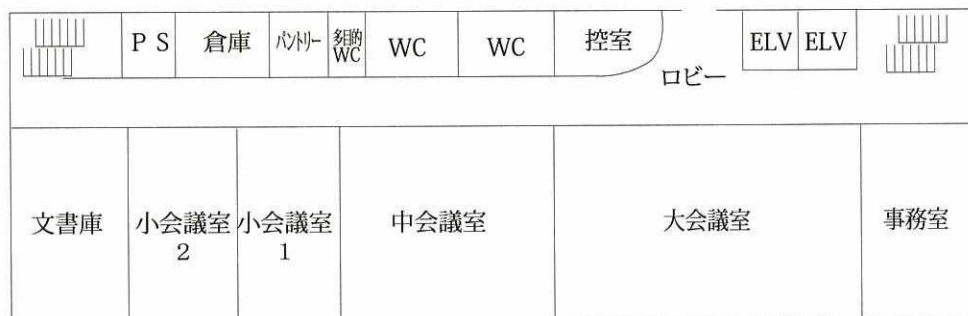 PS
倉庫
パントリー
多目的
WC
WC
WC
控室
ELV
ELV
ロビー
文書庫
小会議室
2
小会議室
1
中会議室
大会議室
事務室